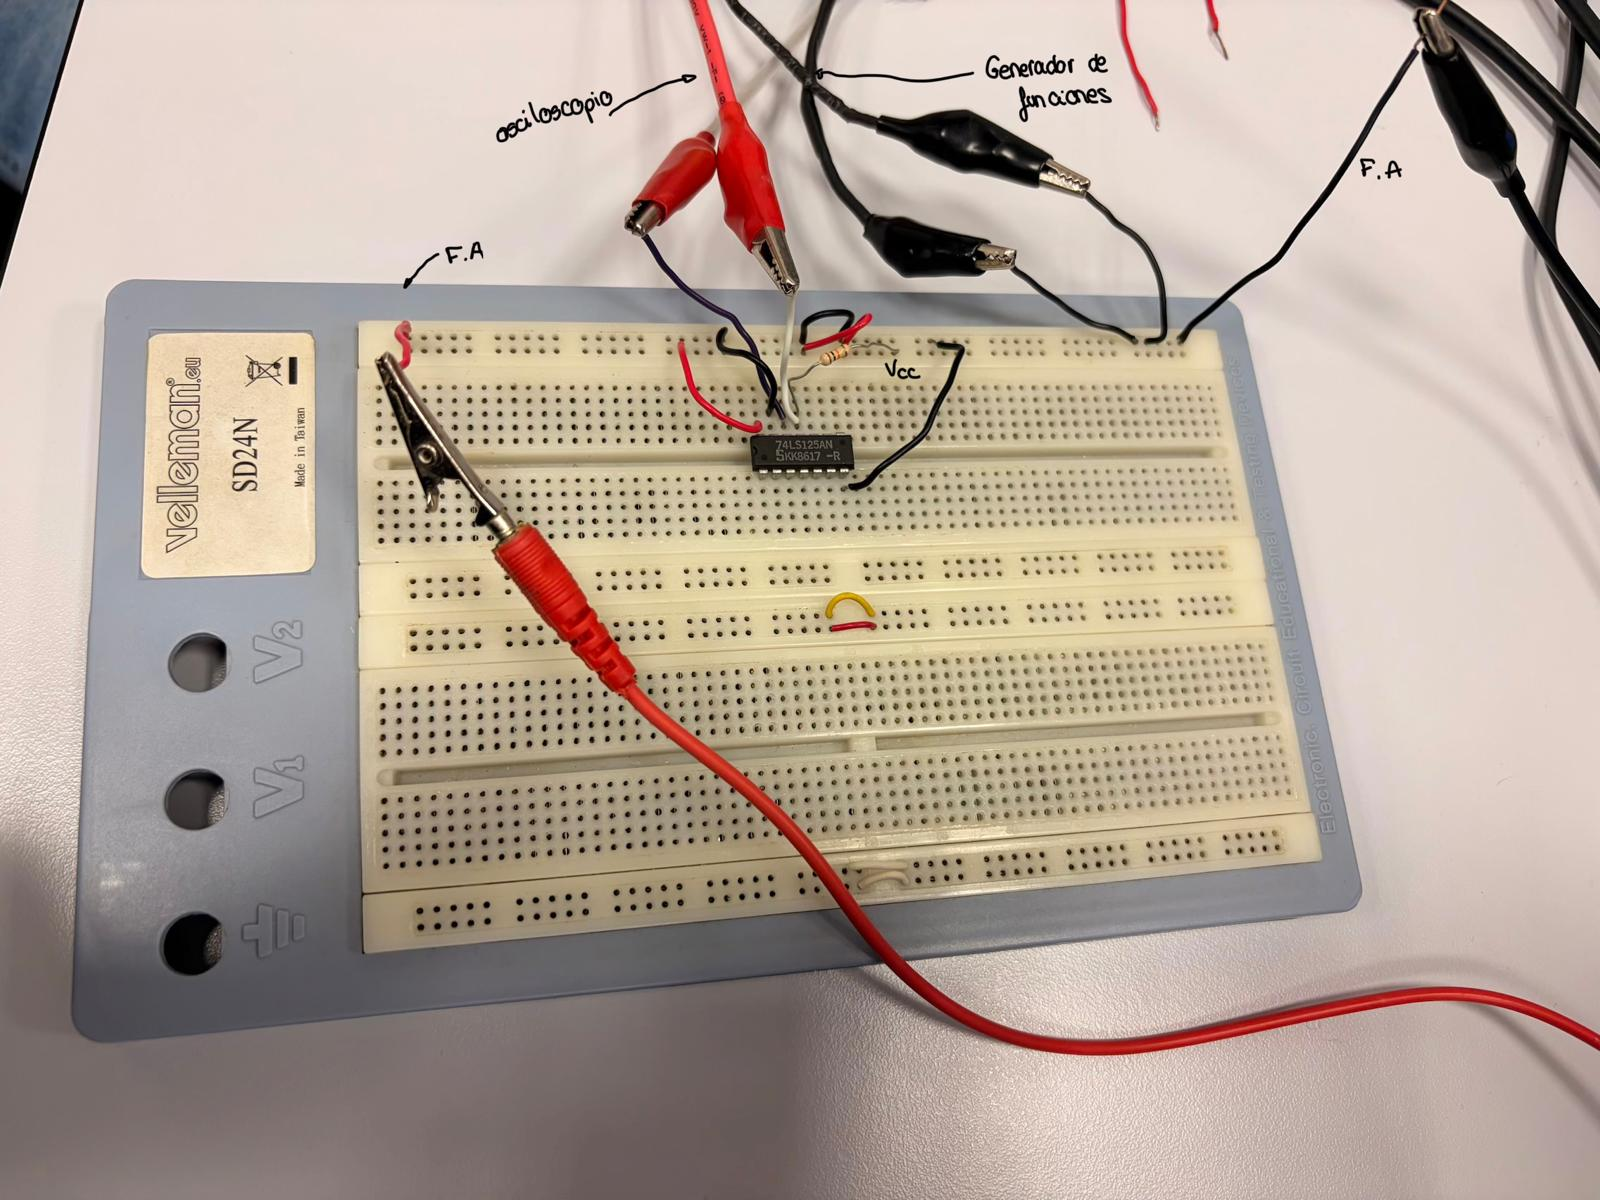 osciloscopio
Generador de
funciones
F.A
F.A
Vcc
velleman.eu
SD24N
Made in Taiwan
74LS125AN
SKK8617 -R
V2
V1
Electronic, Circuit Educational & Testing Devices